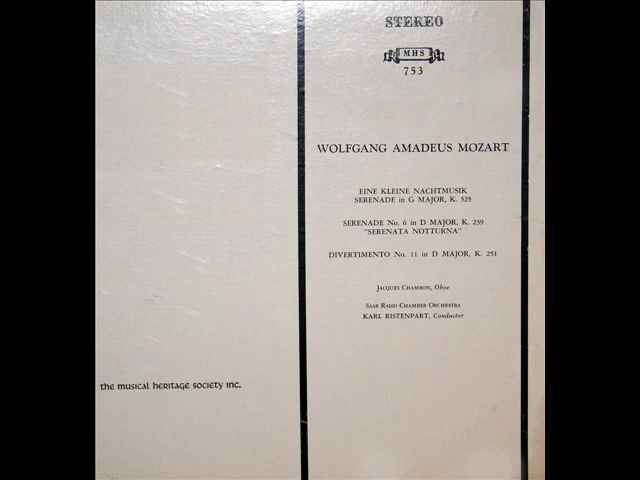 STEREO
MHS
753
WOLFGANG AMADEUS MOZART
EINE KLEINE NACHTMUSIK
SERENADE in G MAJOR, K. 525
SERENADE No. 6 in D MAJOR, K. 239
"SERENATA NOTTURNA"
DIVERTIMENTO No. 11 in D MAJOR, K. 251
Jacques Chambon, Oboe
Saar Radio Chamber Orchestra
KARL RISTENPART, Conductor
the musical heritage society inc.